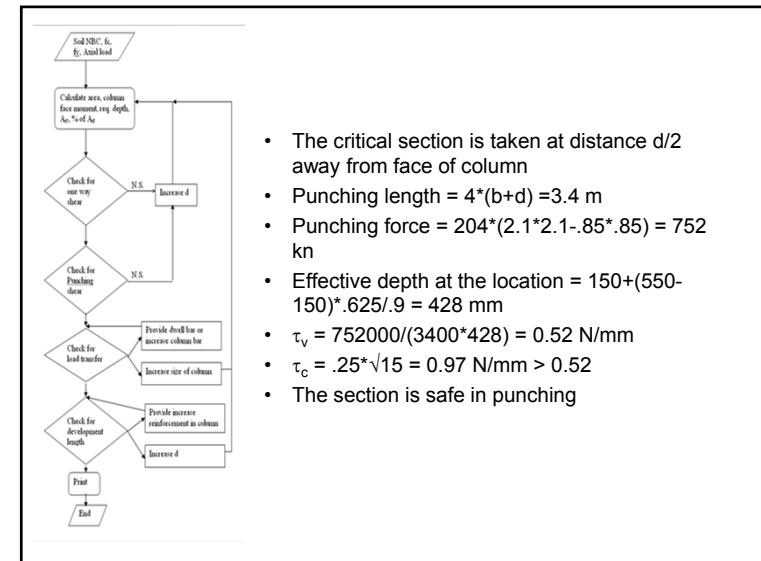 Soil NBC, fc,
fy, Axial load
Calculate area, column
face moment, req. depth,
Ast, % of Ast
Check for
one way
shear
N.S.
Increase d
Check for
Punching
shear
N.S.
Check for
load transfer
Provide dwell bar or
increase column bar
Increase size of column
Check for
development
length
Provide increase
reinforcement in column
Increase d
Print
End
• The critical section is taken at distance d/2
away from face of column
• Punching length = 4*(b+d) =3.4 m
• Punching force = 204*(2.1*2.1-.85*.85) = 752
kn
• Effective depth at the location = 150+(550-
150)*.625/.9 = 428 mm
• τv = 752000/(3400*428) = 0.52 N/mm
• τc = .25*√15 = 0.97 N/mm > 0.52
• The section is safe in punching